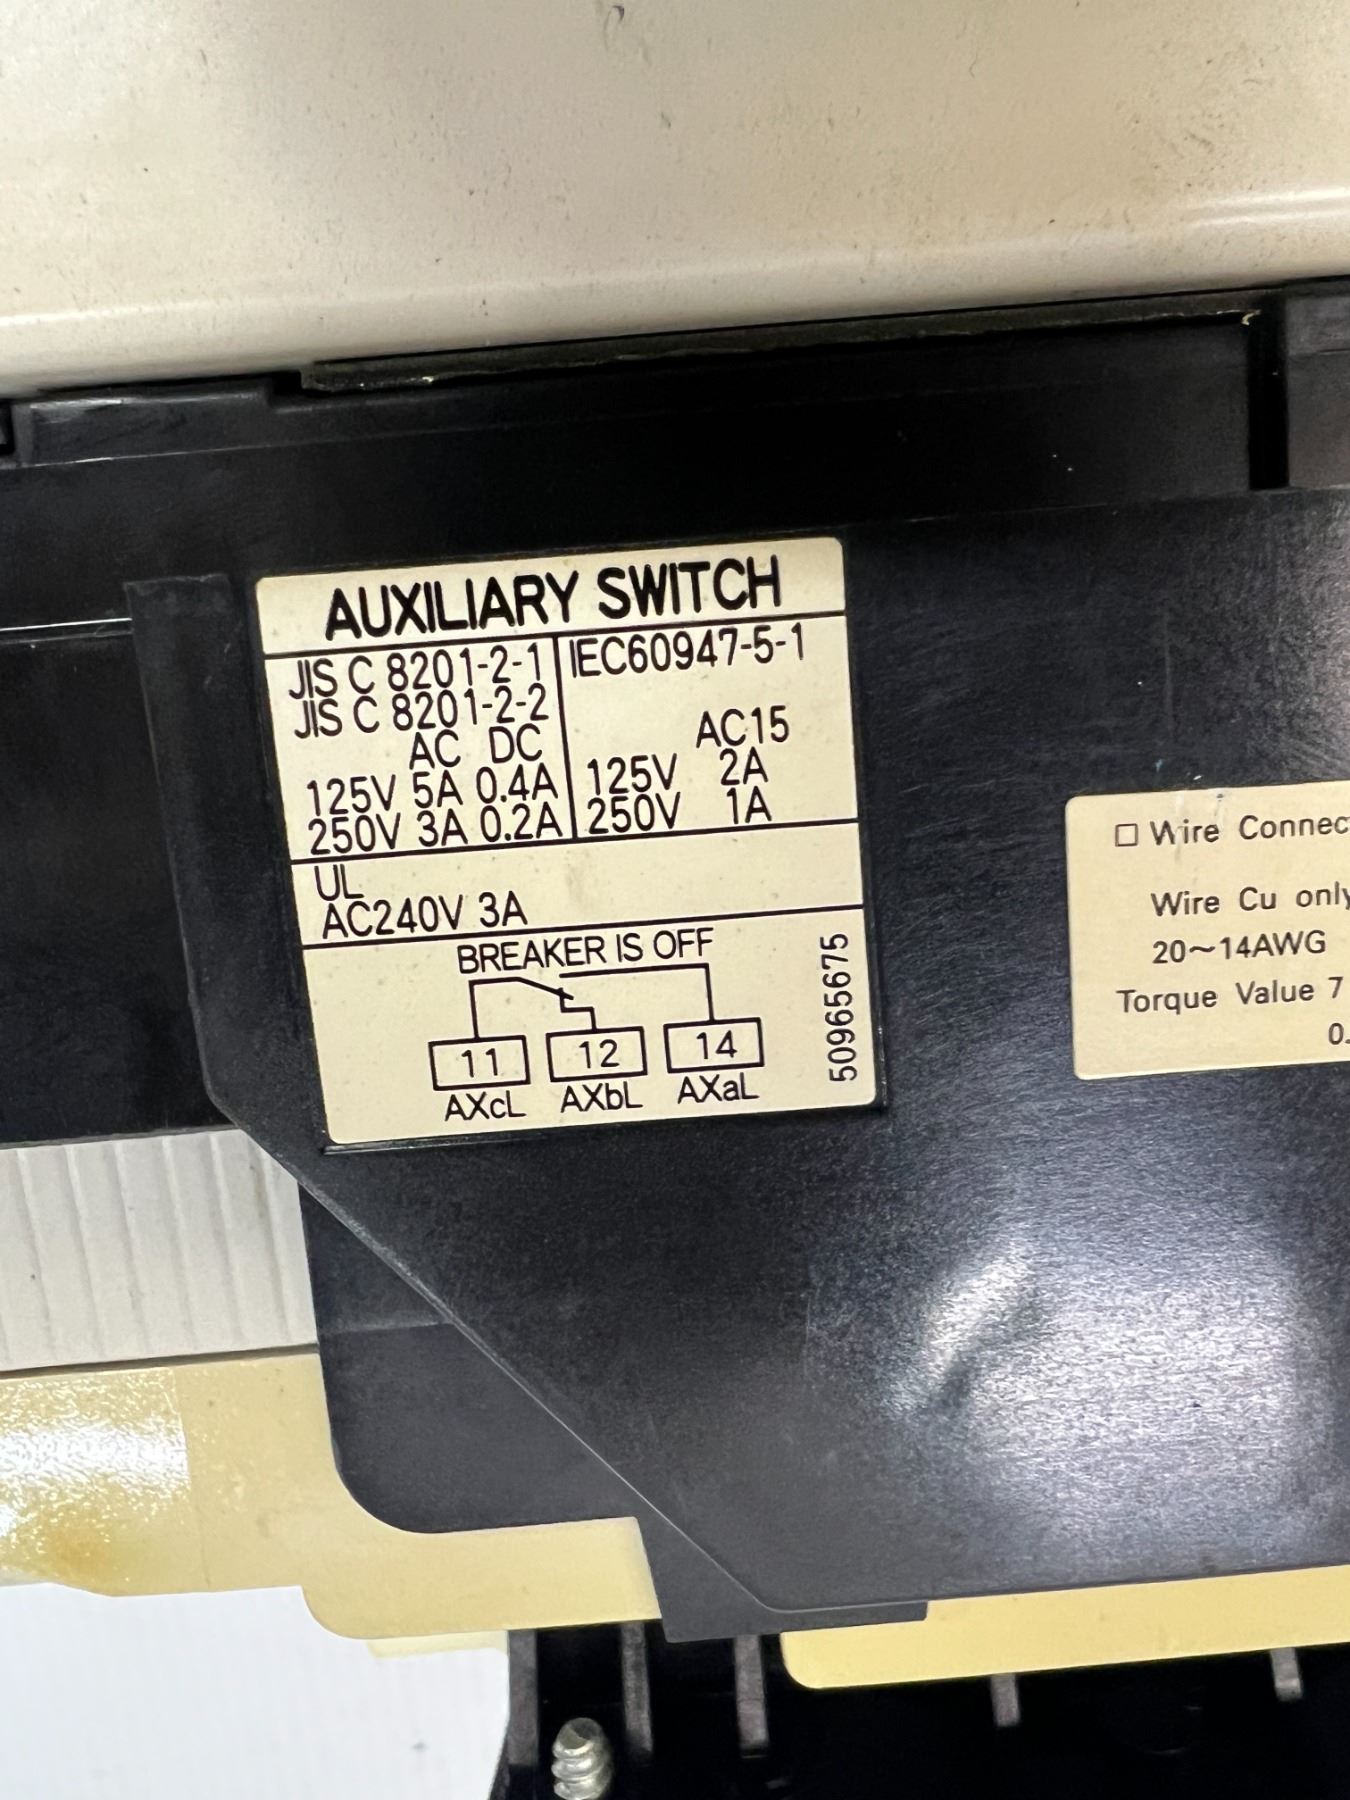 AUXILIARY SWITCH
JIS C 8201-2-1
JIS C 8201-2-2
AC DC
125V 5A 0.4A
250V 3A 0.2A
IEC60947-5-1
AC15
125V 2A
250V 1A
UL
AC240V 3A
BREAKER IS OFF
11 12 14
AXcL AXbL AXaL
50965675
□ Wire Connec
Wire Cu only
20~14AWG
Torque Value 7
0.